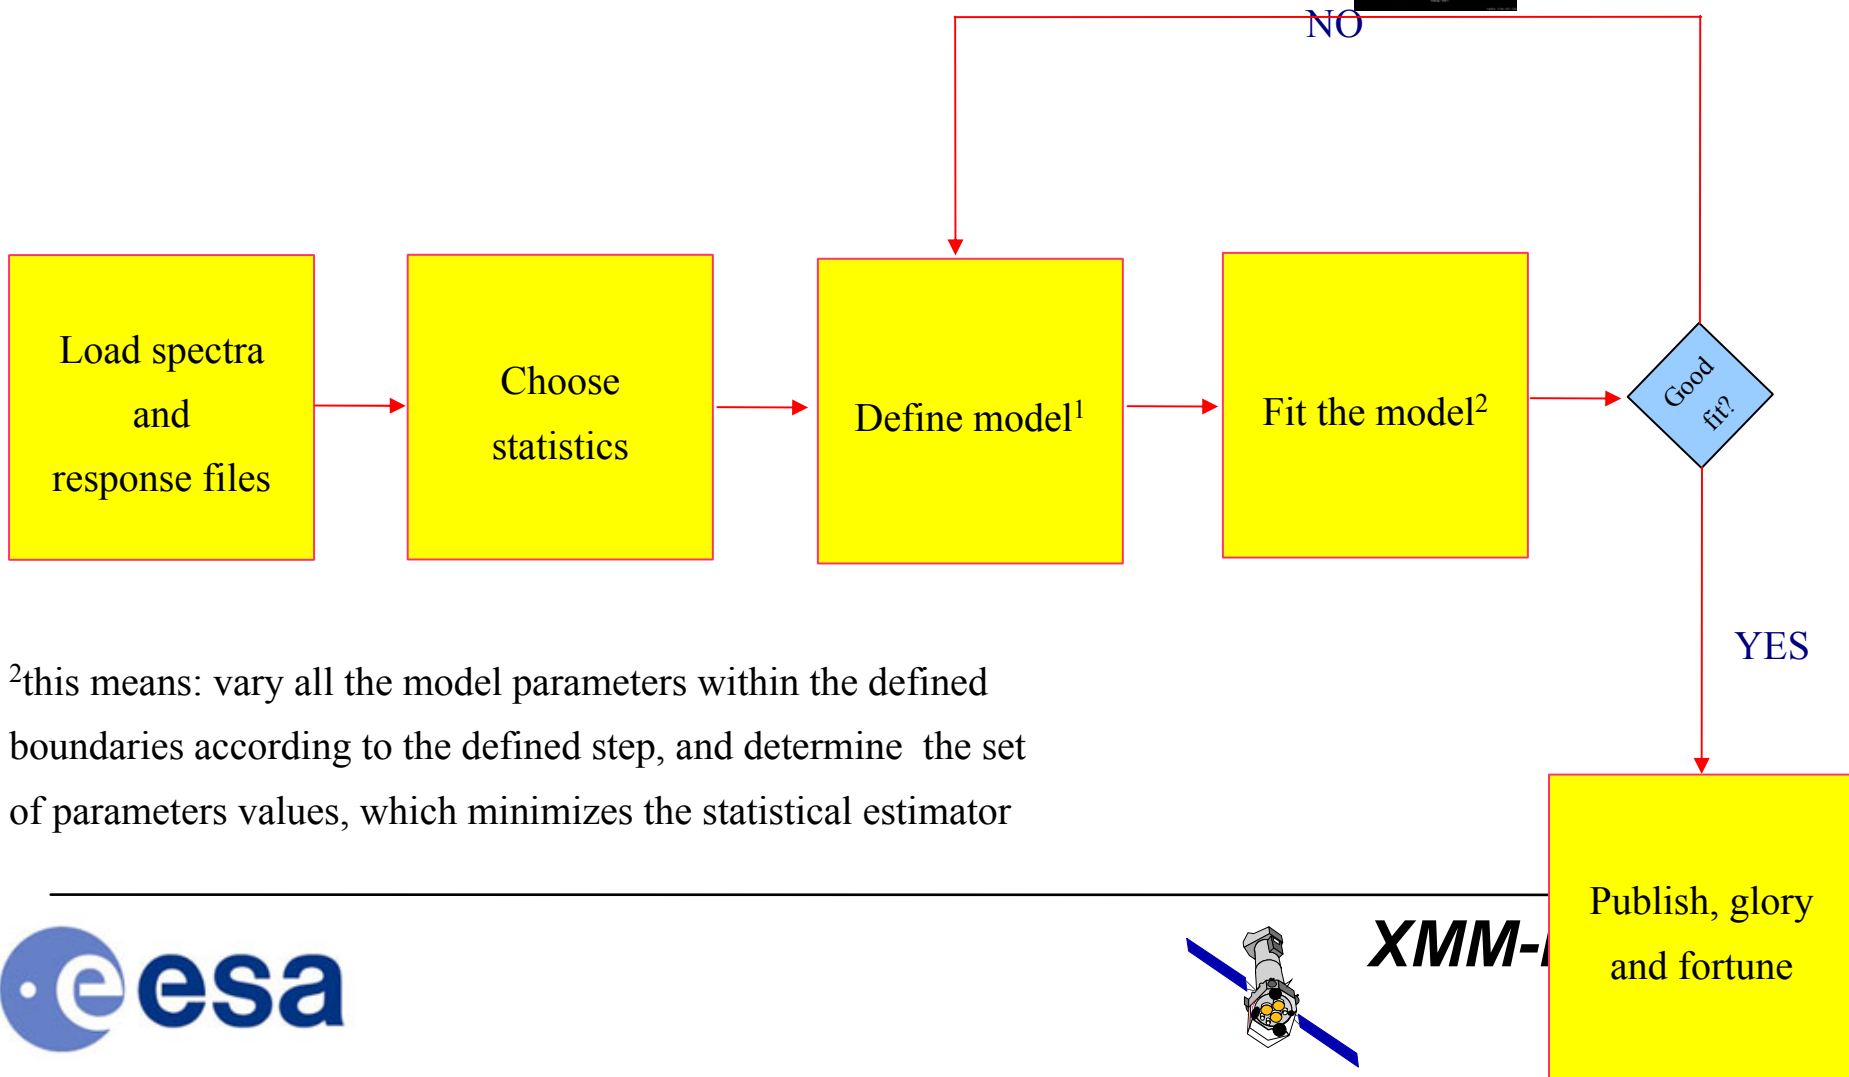 NO
Load spectra
and
response files
Choose
statistics
Define model¹
Fit the model²
Good
fit?
YES
²this means: vary all the model parameters within the defined
boundaries according to the defined step, and determine the set
of parameters values, which minimizes the statistical estimator
Publish, glory
and fortune
esa
XMM-